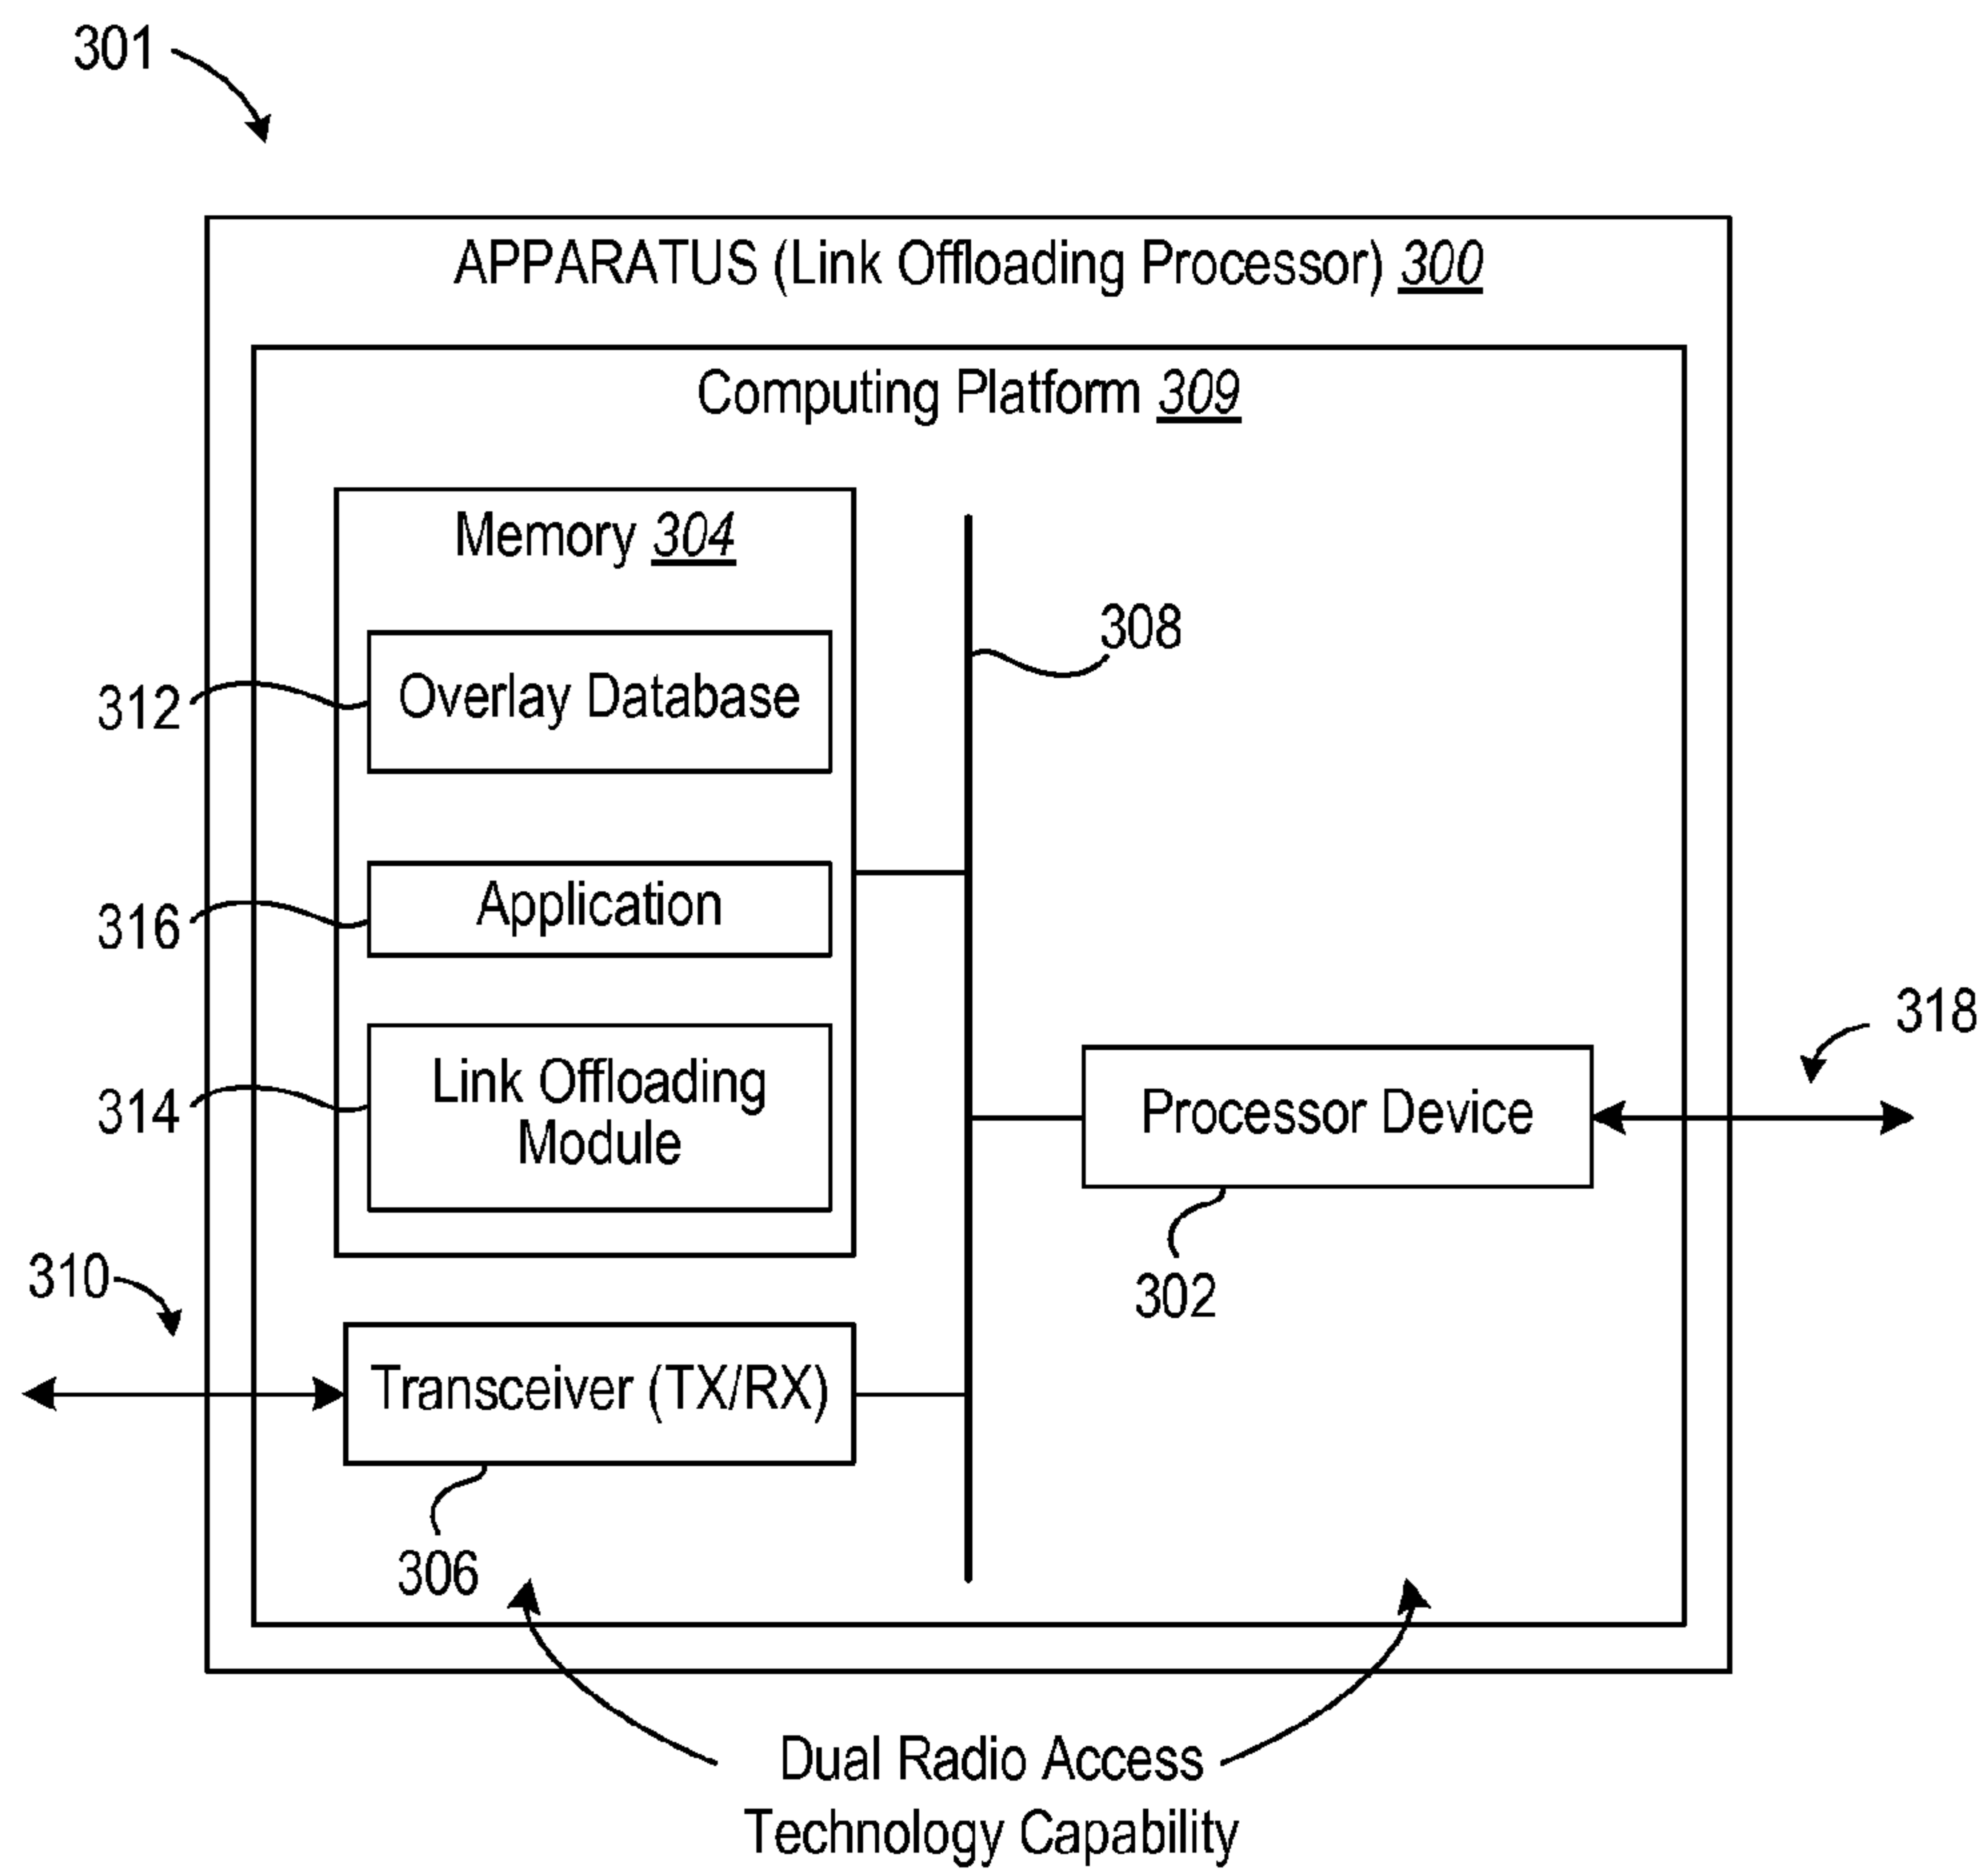 301
APPARATUS (Link Offloading Processor) 300
Computing Platform 309
Memory 304
308
312
Overlay Database
316
Application
318
314
Link Offloading
Module
Processor Device
310
302
Transceiver (TX/RX)
306
Dual Radio Access
Technology Capability